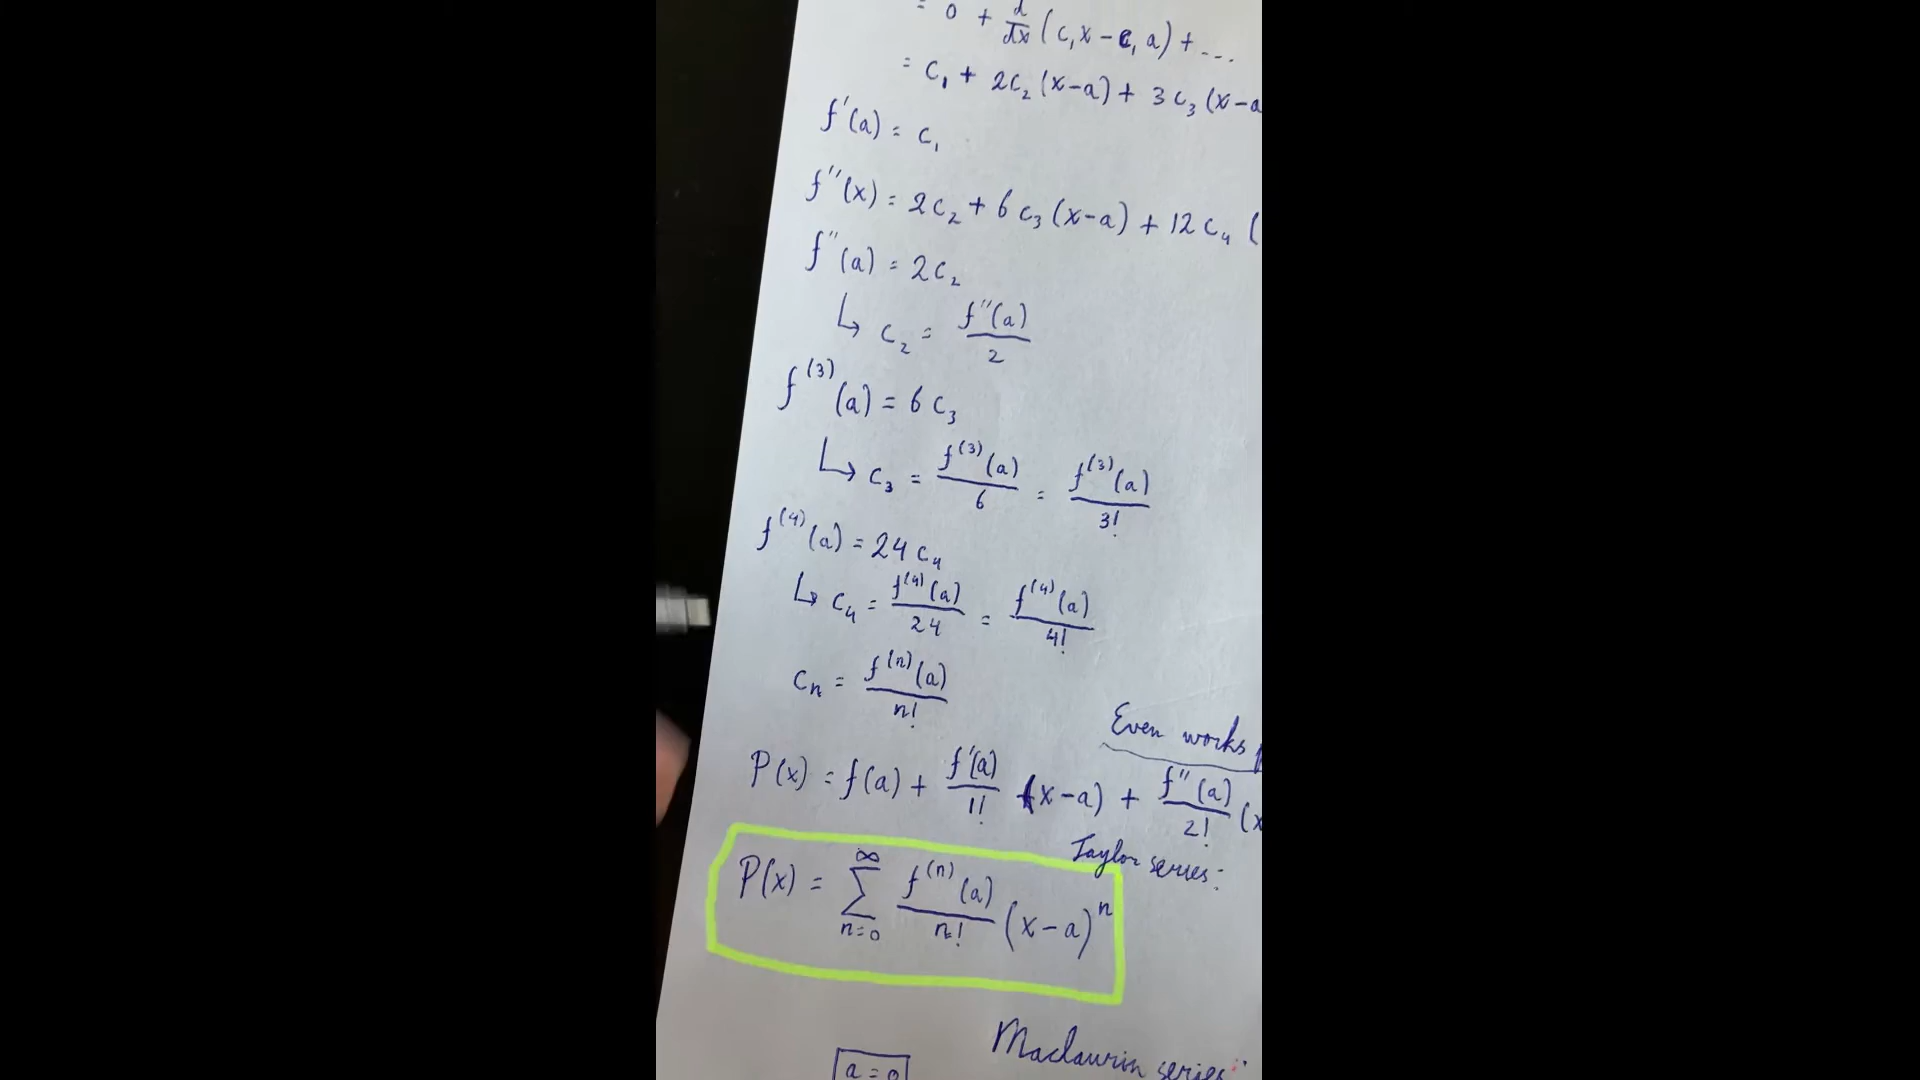 = 0 + d/dx (c₁x - c₁a) + ...
= c₁ + 2c₂(x-a) + 3c₃(x-a
f'(a) = c₁
f''(x) = 2c₂ + 6c₃(x-a) + 12c₄(
f''(a) = 2c₂
↳ c₂ = f''(a)/2
f⁽³⁾(a) = 6c₃
↳ c₃ = f⁽³⁾(a)/6 = f⁽³⁾(a)/3!
f⁽⁴⁾(a) = 24c₄
↳ c₄ = f⁽⁴⁾(a)/24 = f⁽⁴⁾(a)/4!
cₙ = f⁽ⁿ⁾(a)/n!
Even works
P(x) = f(a) + f'(a)/1! (x-a) + f''(a)/2! (x
Taylor series:
P(x) = ∑_{n=0}^{∞} f⁽ⁿ⁾(a)/n! (x-a)ⁿ
Maclaurin series:
a = 0